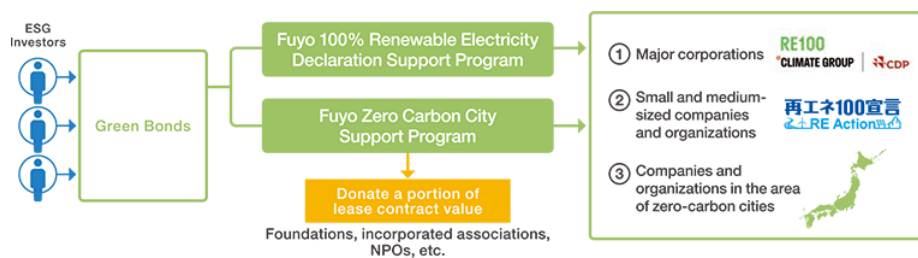 ESG
Investors
Green Bonds
Fuyo 100% Renewable Electricity
Declaration Support Program
Fuyo Zero Carbon City
Support Program
Donate a portion of
lease contract value
Foundations, incorporated associations,
NPOs, etc.
1 Major corporations
RE100
°CLIMATE GROUP
CDP
2 Small and medium-
sized companies
and organizations
再エネ100宣言
RE Action
3 Companies and
organizations in the area
of zero-carbon cities